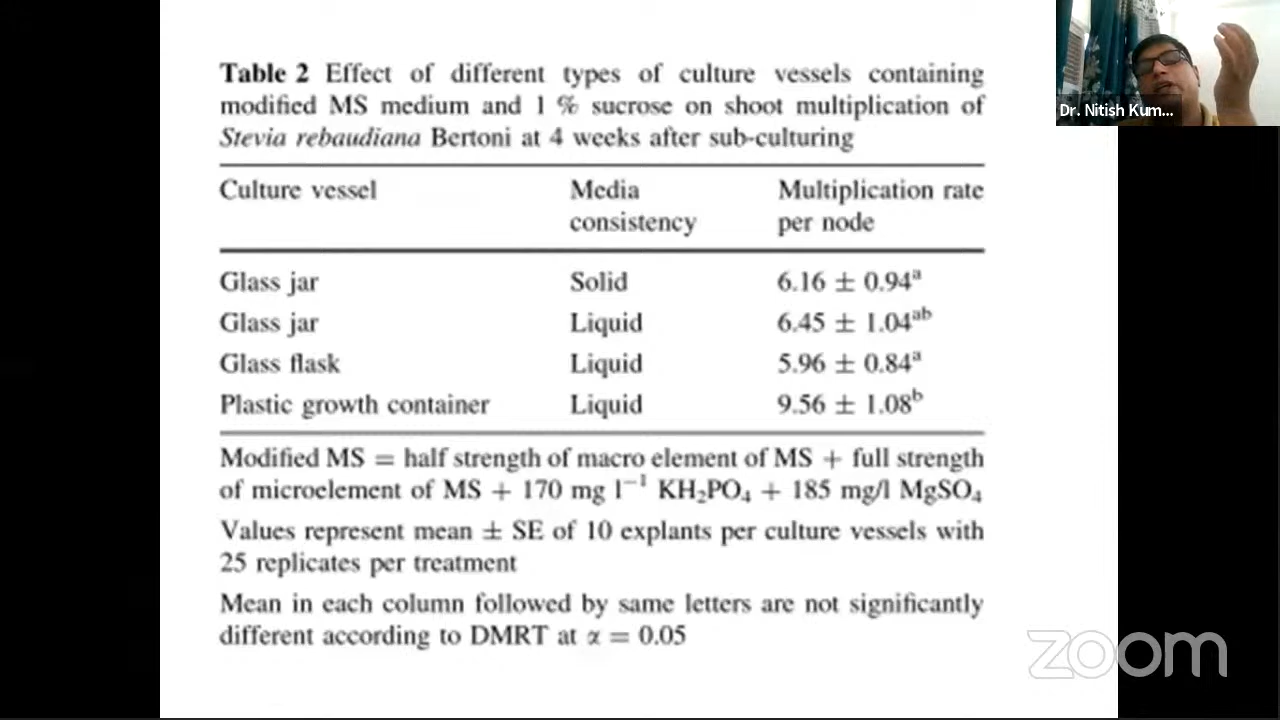 Table 2 Effect of different types of culture vessels containing
modified MS medium and 1 % sucrose on shoot multiplication of
Stevia rebaudiana Bertoni at 4 weeks after sub-culturing
Culture vessel Media consistency Multiplication rate per node
Glass jar Solid 6.16 ± 0.94ᵃ
Glass jar Liquid 6.45 ± 1.04ᵃᵇ
Glass flask Liquid 5.96 ± 0.84ᵃ
Plastic growth container Liquid 9.56 ± 1.08ᵇ
Modified MS = half strength of macro element of MS + full strength
of microelement of MS + 170 mg l⁻¹ KH₂PO₄ + 185 mg/l MgSO₄
Values represent mean ± SE of 10 explants per culture vessels with
25 replicates per treatment
Mean in each column followed by same letters are not significantly
different according to DMRT at α = 0.05
Dr. Nitish Kum...
zoom